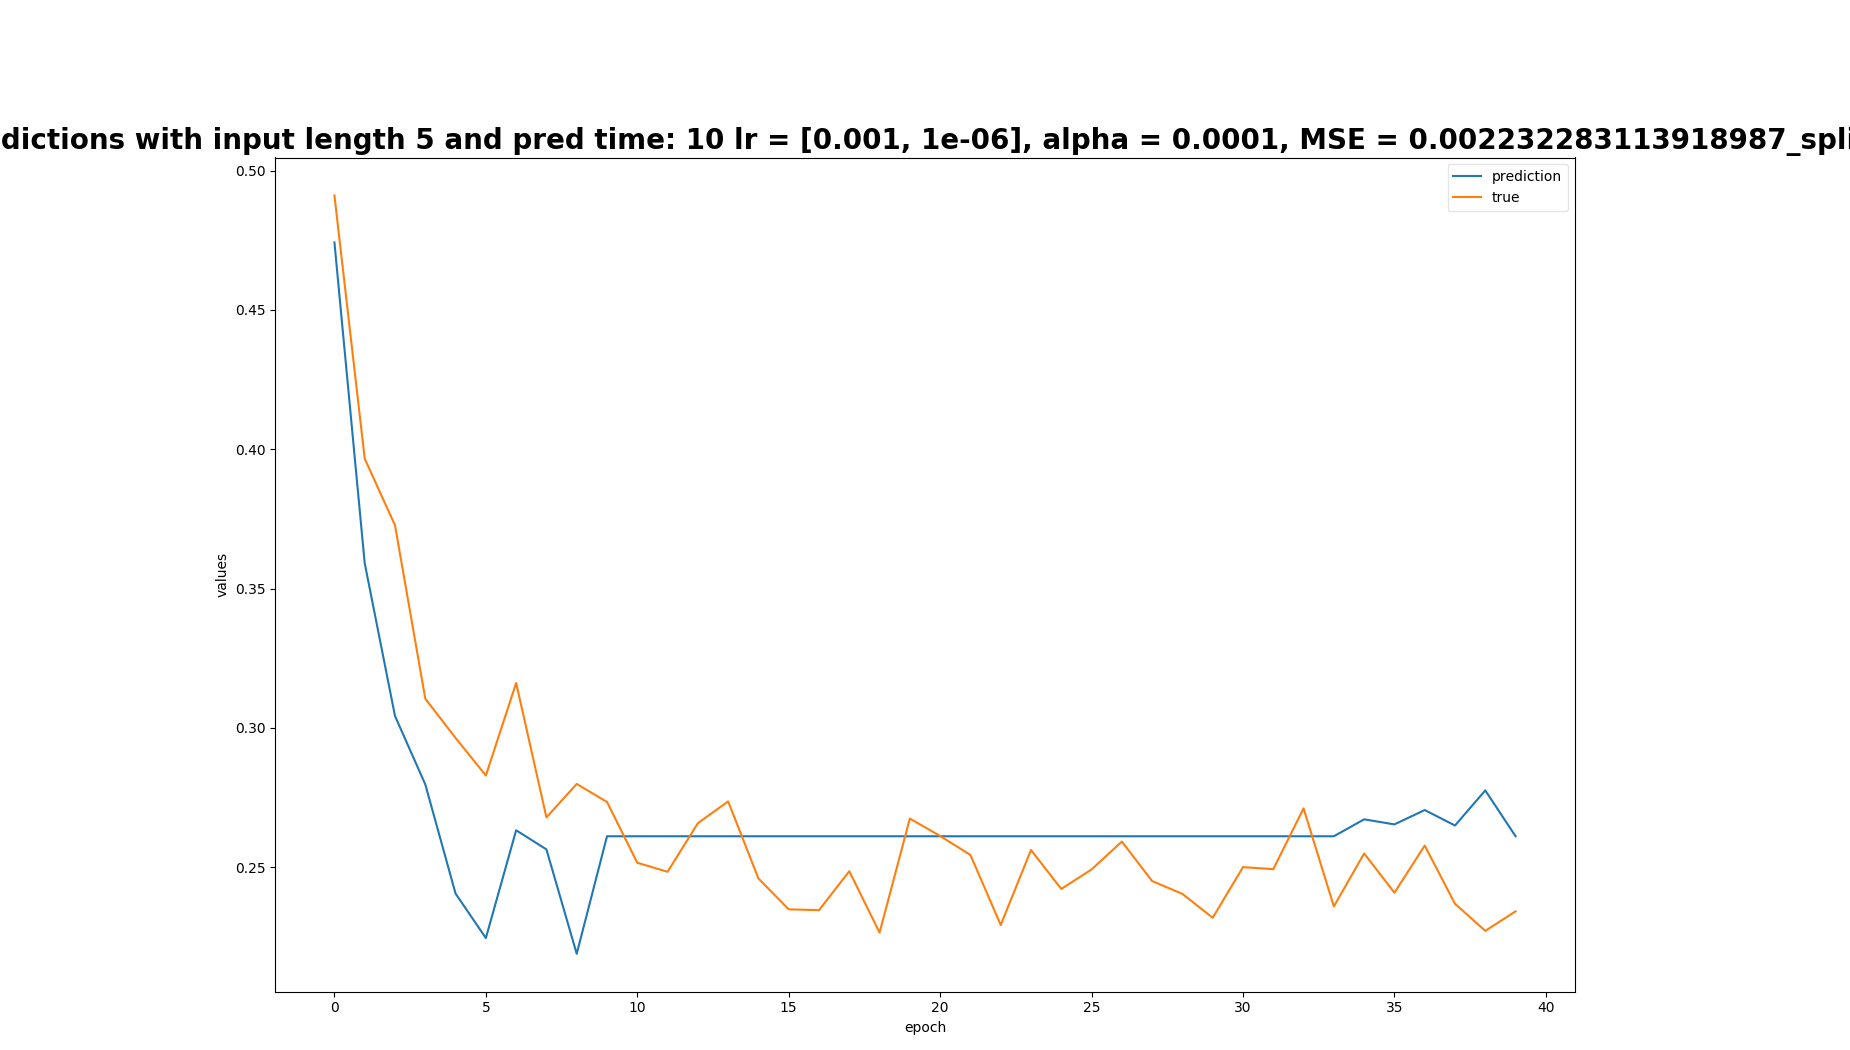 dictions with input length 5 and pred time: 10 lr = [0.001, 1e-06], alpha = 0.0001, MSE = 0.002232283113918987_spli
prediction
true
0.50
0.45
0.40
0.35
0.30
0.25
values
0 5 10 15 20 25 30 35 40
epoch